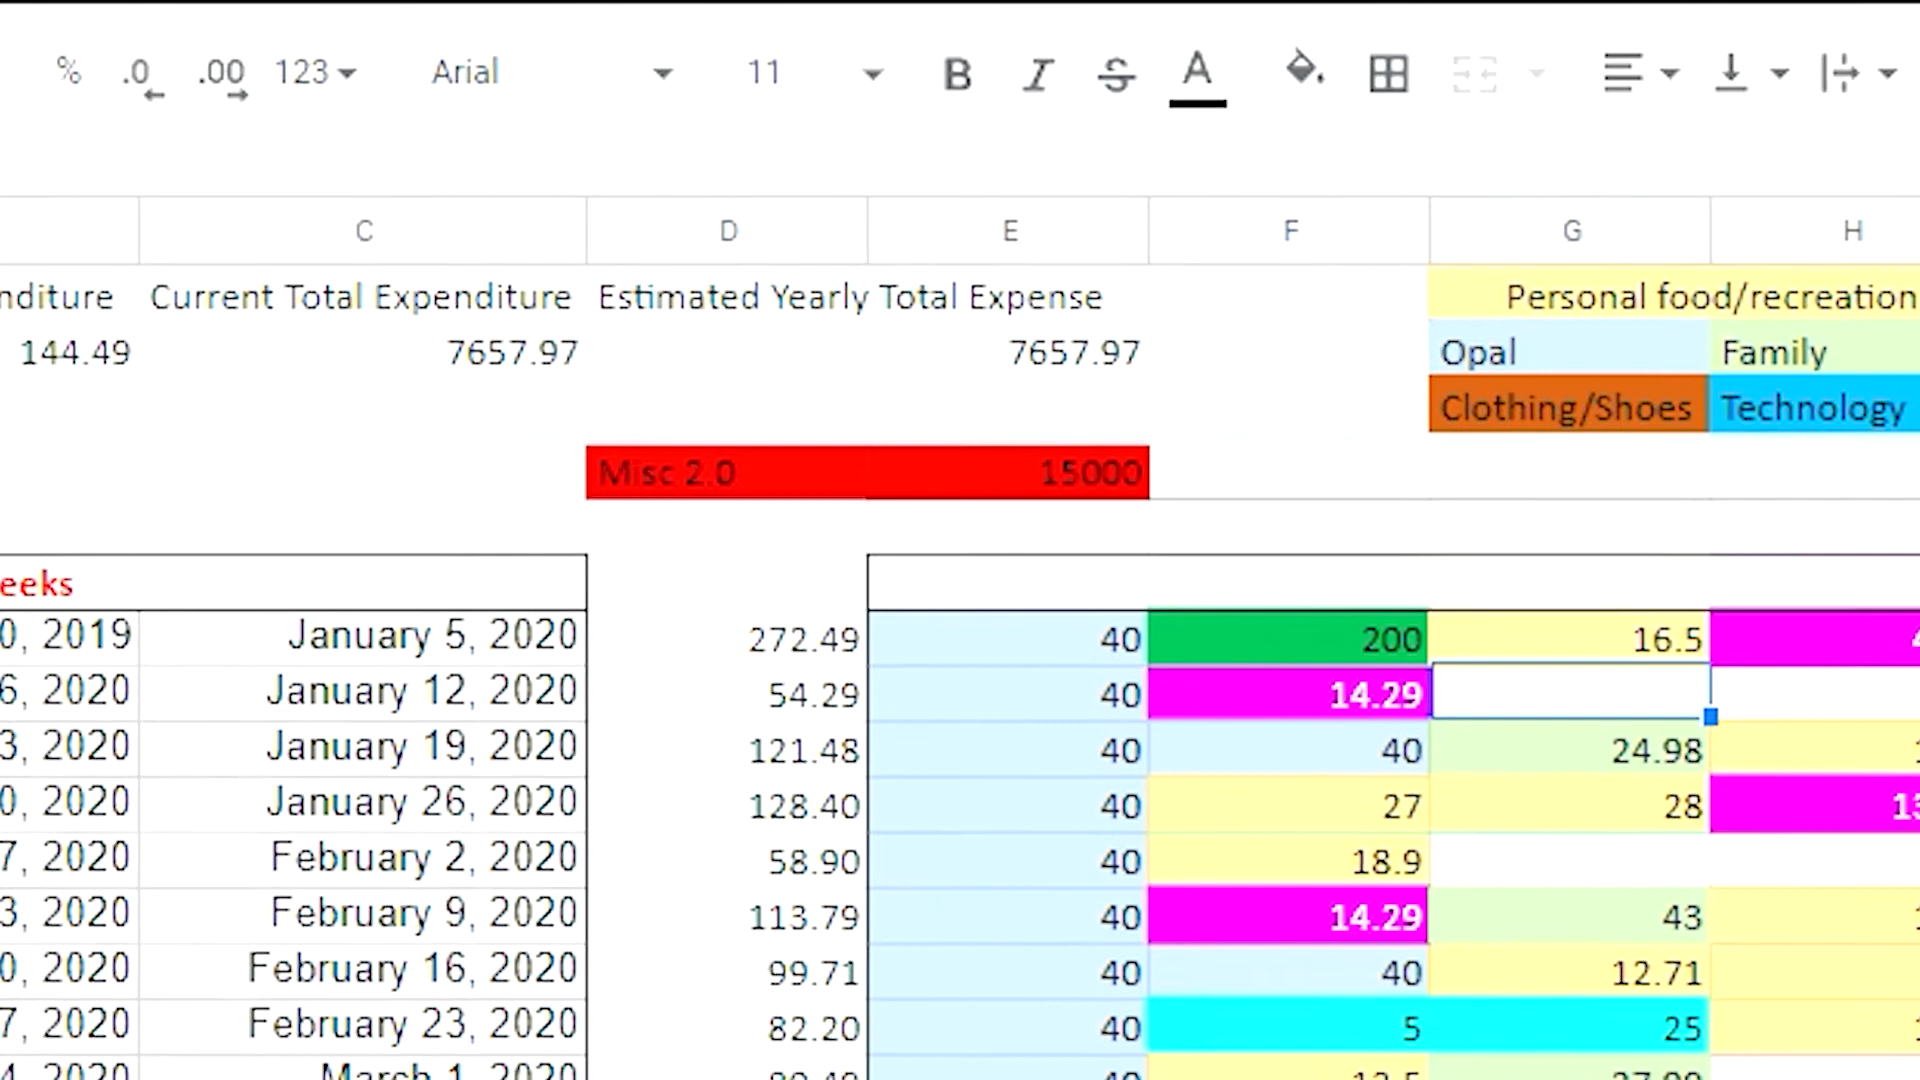 % .0 .00 123 Arial 11 B I S A
C D E F G H
nditure Current Total Expenditure Estimated Yearly Total Expense Personal food/recreation
144.49 7657.97 7657.97 Opal Family
Clothing/Shoes Technology
Misc 2.0 15000
eeks
0, 2019 January 5, 2020 272.49 40 200 16.5
6, 2020 January 12, 2020 54.29 40 14.29
3, 2020 January 19, 2020 121.48 40 40 24.98
0, 2020 January 26, 2020 128.40 40 27 28 13
7, 2020 February 2, 2020 58.90 40 18.9
3, 2020 February 9, 2020 113.79 40 14.29 43
0, 2020 February 16, 2020 99.71 40 40 12.71
7, 2020 February 23, 2020 82.20 40 5 25
March 1, 2020 40